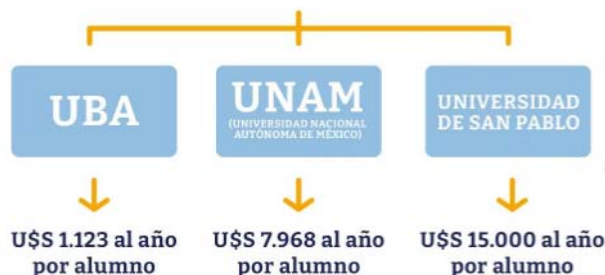 UBA
UNAM
(UNIVERSIDAD NACIONAL
AUTÓNOMA DE MÉXICO)
UNIVERSIDAD
DE SAN PABLO
U$S 1.123 al año
por alumno
U$S 7.968 al año
por alumno
U$S 15.000 al año
por alumno